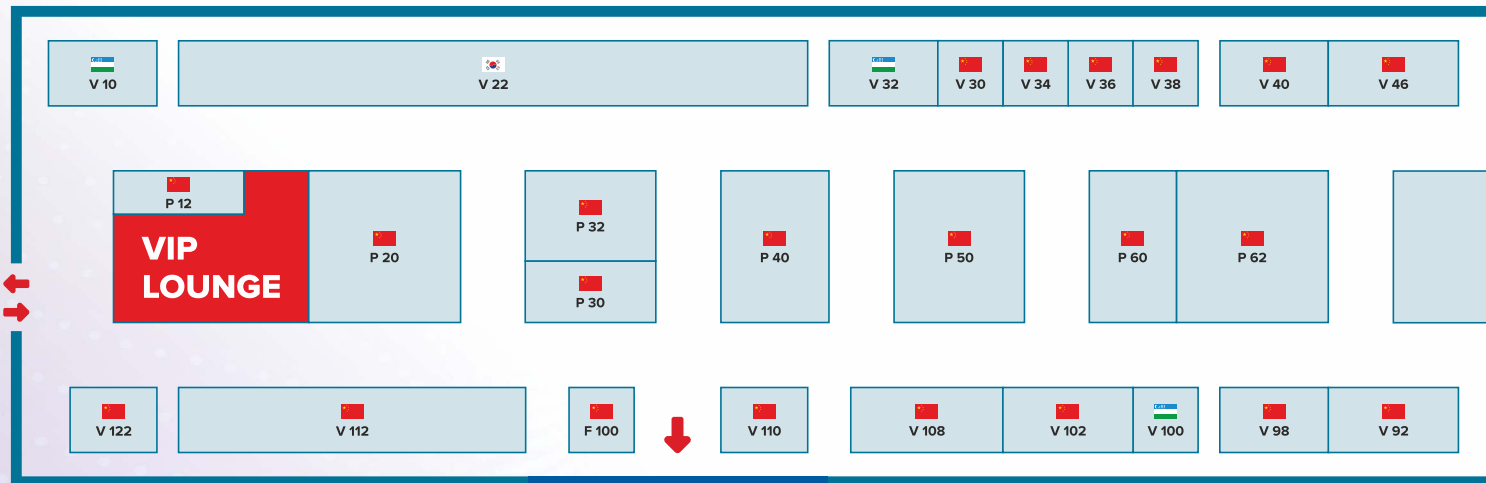 V 10
V 22
V 32
V 30
V 34
V 36
V 38
V 40
V 46
P 12
VIP
LOUNGE
P 20
P 32
P 30
P 40
P 50
P 60
P 62
V 122
V 112
F 100
V 110
V 108
V 102
V 100
V 98
V 92